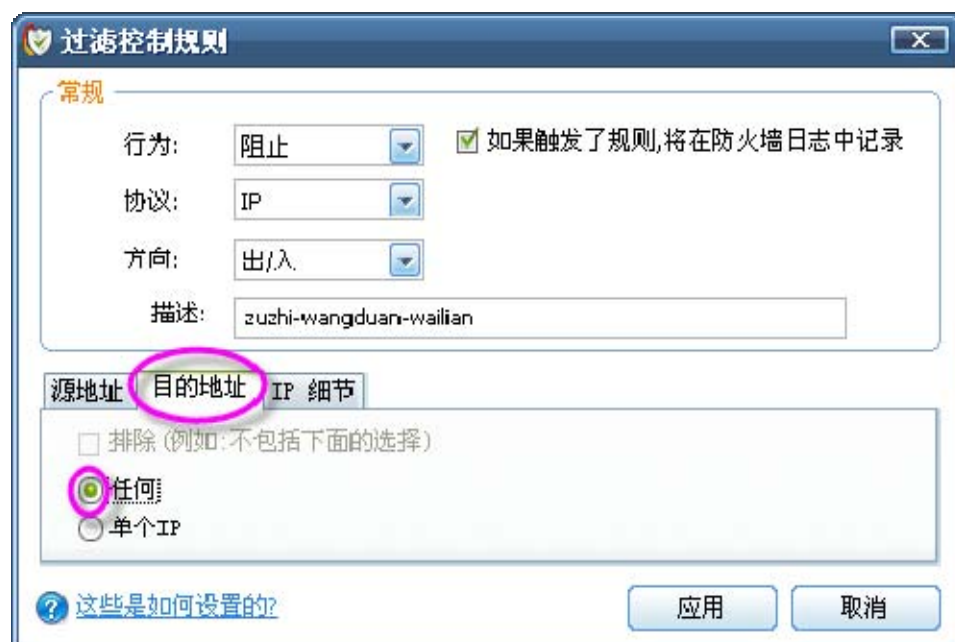 过滤控制规则
常规
行为: 阻止 如果触发了规则,将在防火墙日志中记录
协议: IP
方向: 出/入
描述: zuzhi-wangduan-wailian
源地址 目的地址 IP 细节
排除 (例如:不包括下面的选择)
任何
单个IP
这些是如何设置的? 应用 取消